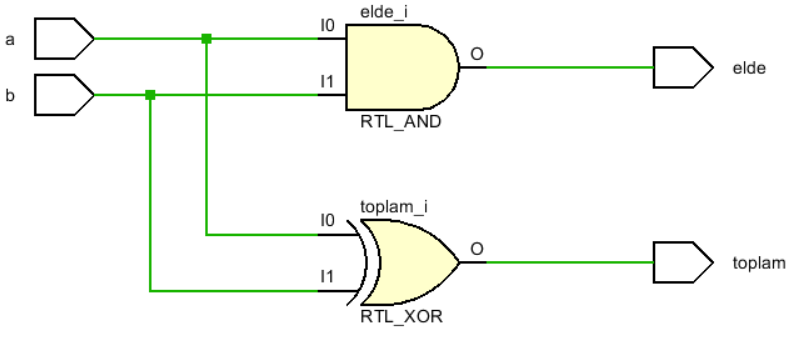 elde_i
a
I0
O
elde
b
I1
RTL_AND
toplam_i
I0
O
toplam
I1
RTL_XOR